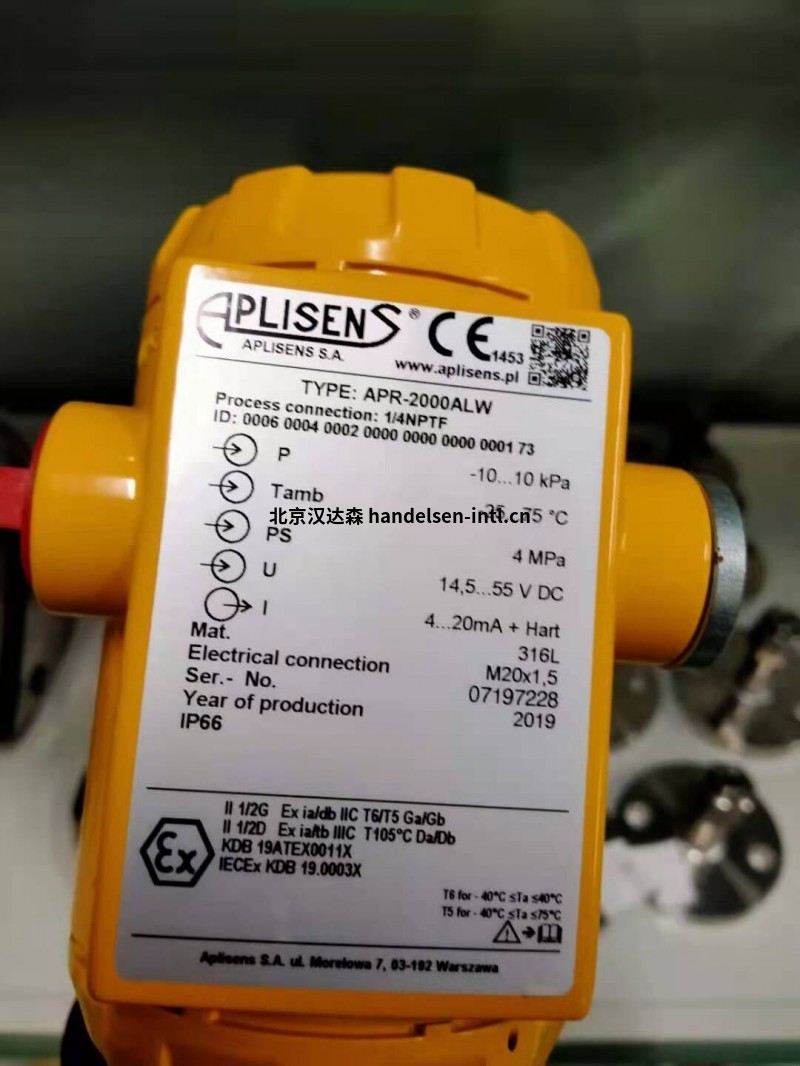 APLISENS®
APLISENS S.A.
CE 1453
www.aplisens.pl
TYPE: APR-2000ALW
Process connection: 1/4NPTF
ID: 0006 0004 0002 0000 0000 0000 0001 73
P -10...10 kPa
Tamb 75 °C
北京汉达森 handelsen-intl.cn
PS 4 MPa
U 14,5...55 V DC
I 4...20mA + Hart
Mat. 316L
Electrical connection M20x1,5
Ser.- No. 07197228
Year of production 2019
IP66
Ex
II 1/2G Ex ia/db IIC T6/T5 Ga/Gb
II 1/2D Ex ia/tb IIIC T105°C Da/Db
KDB 19ATEX0011X
IECEx KDB 19.0003X
T6 for - 40°C ≤Ta ≤40°C
T5 for - 40°C ≤Ta ≤75°C
Aplisens S.A. ul. Morelowa 7, 03-192 Warszawa